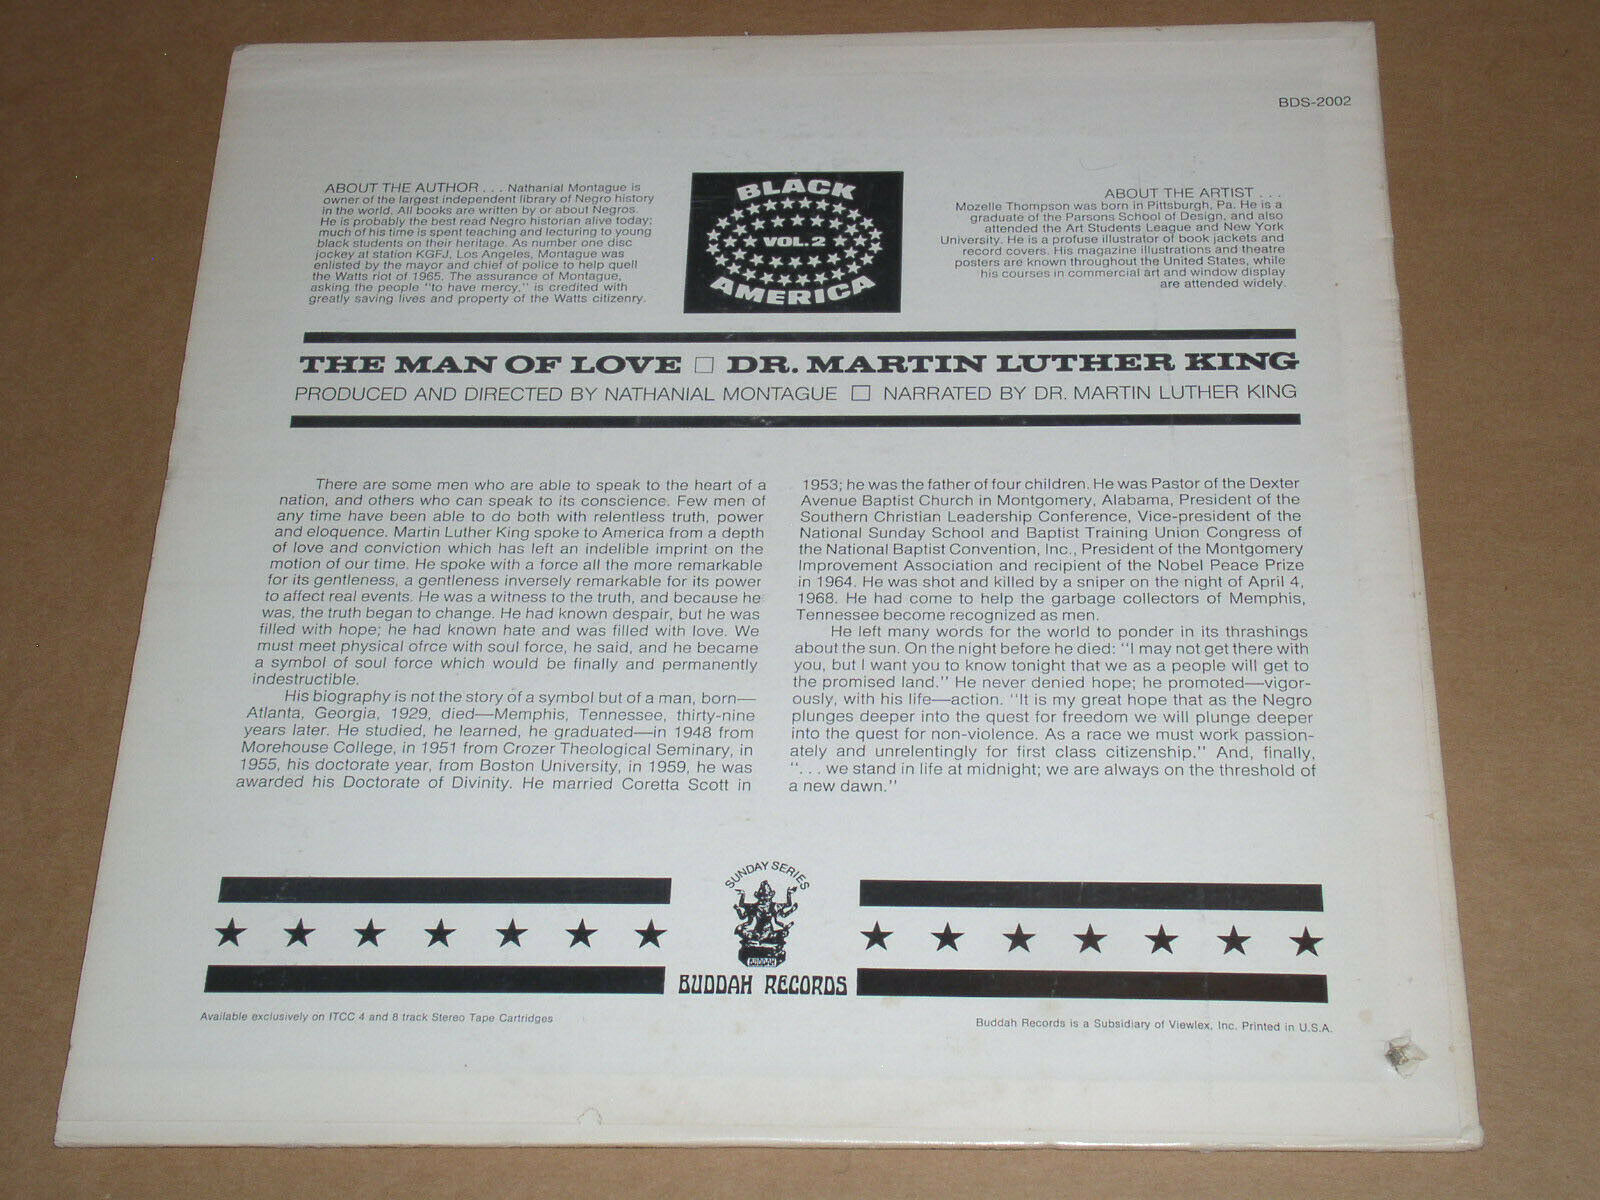 BDS-2002
ABOUT THE AUTHOR . . . Nathanial Montague is
owner of the largest independent library of Negro history
in the world. All books are written by or about Negros.
He is probably the best read Negro historian alive today;
much of his time is spent teaching and lecturing to young
black students on their heritage. As number one disc
jockey at station KGFJ, Los Angeles, Montague was
enlisted by the mayor and chief of police to help quell
the Watts riot of 1965. The assurance of Montague,
asking the people "to have mercy," is credited with
greatly saving lives and property of the Watts citizenry.
BLACK
VOL. 2
AMERICA
ABOUT THE ARTIST . . .
Mozelle Thompson was born in Pittsburgh, Pa. He is a
graduate of the Parsons School of Design, and also
attended the Art Students League and New York
University. He is a profuse illustrator of book jackets and
record covers. His magazine illustrations and theatre
posters are known throughout the United States, while
his courses in commercial art and window display
are attended widely.
THE MAN OF LOVE □ DR. MARTIN LUTHER KING
PRODUCED AND DIRECTED BY NATHANIAL MONTAGUE □ NARRATED BY DR. MARTIN LUTHER KING
There are some men who are able to speak to the heart of a
nation, and others who can speak to its conscience. Few men of
any time have been able to do both with relentless truth, power
and eloquence. Martin Luther King spoke to America from a depth
of love and conviction which has left an indelible imprint on the
motion of our time. He spoke with a force all the more remarkable
for its gentleness, a gentleness inversely remarkable for its power
to affect real events. He was a witness to the truth, and because he
was, the truth began to change. He had known despair, but he was
filled with hope; he had known hate and was filled with love. We
must meet physical ofrce with soul force, he said, and he became
a symbol of soul force which would be finally and permanently
indestructible.
His biography is not the story of a symbol but of a man, born—
Atlanta, Georgia, 1929, died—Memphis, Tennessee, thirty-nine
years later. He studied, he learned, he graduated—in 1948 from
Morehouse College, in 1951 from Crozer Theological Seminary, in
1955, his doctorate year, from Boston University, in 1959, he was
awarded his Doctorate of Divinity. He married Coretta Scott in
1953; he was the father of four children. He was Pastor of the Dexter
Avenue Baptist Church in Montgomery, Alabama, President of the
Southern Christian Leadership Conference, Vice-president of the
National Sunday School and Baptist Training Union Congress of
the National Baptist Convention, Inc., President of the Montgomery
Improvement Association and recipient of the Nobel Peace Prize
in 1964. He was shot and killed by a sniper on the night of April 4,
1968. He had come to help the garbage collectors of Memphis,
Tennessee become recognized as men.
He left many words for the world to ponder in its thrashings
about the sun. On the night before he died: "I may not get there with
you, but I want you to know tonight that we as a people will get to
the promised land." He never denied hope; he promoted—vigor-
ously, with his life—action. "It is my great hope that as the Negro
plunges deeper into the quest for freedom we will plunge deeper
into the quest for non-violence. As a race we must work passion-
ately and unrelentingly for first class citizenship." And, finally,
". . . we stand in life at midnight; we are always on the threshold of
a new dawn."
SUNDAY SERIES
BUDDAH
BUDDAH RECORDS
Available exclusively on ITCC 4 and 8 track Stereo Tape Cartridges
Buddah Records is a Subsidiary of Viewlex, Inc. Printed in U.S.A.